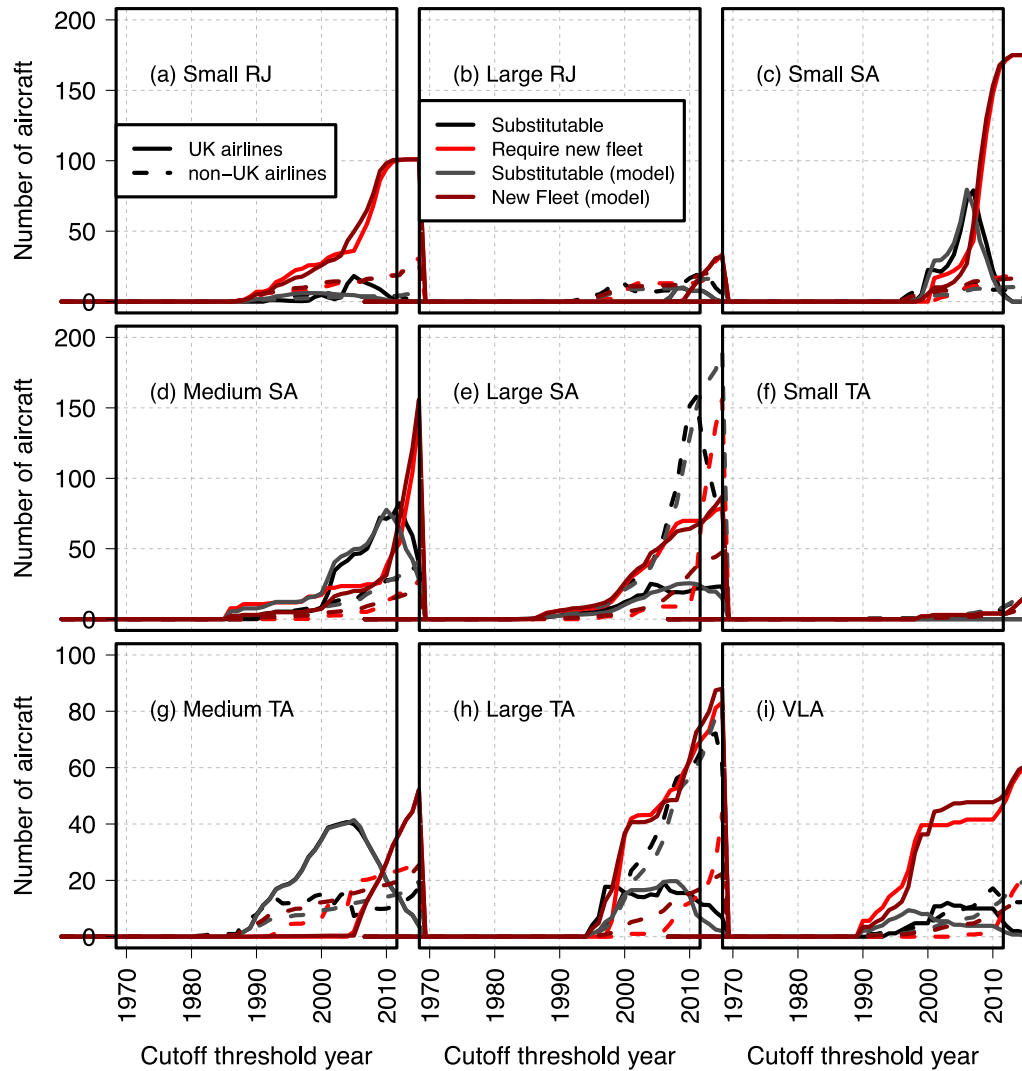 Number of aircraft
200
150
100
50
0
(a) Small RJ
(b) Large RJ
(c) Small SA
UK airlines
non−UK airlines
Substitutable
Require new fleet
Substitutable (model)
New Fleet (model)
Number of aircraft
200
150
100
50
0
(d) Medium SA
(e) Large SA
(f) Small TA
Number of aircraft
100
80
60
40
20
0
(g) Medium TA
(h) Large TA
(i) VLA
1970
1980
1990
2000
2010
1970
1980
1990
2000
2010
1970
1980
1990
2000
2010
Cutoff threshold year
Cutoff threshold year
Cutoff threshold year